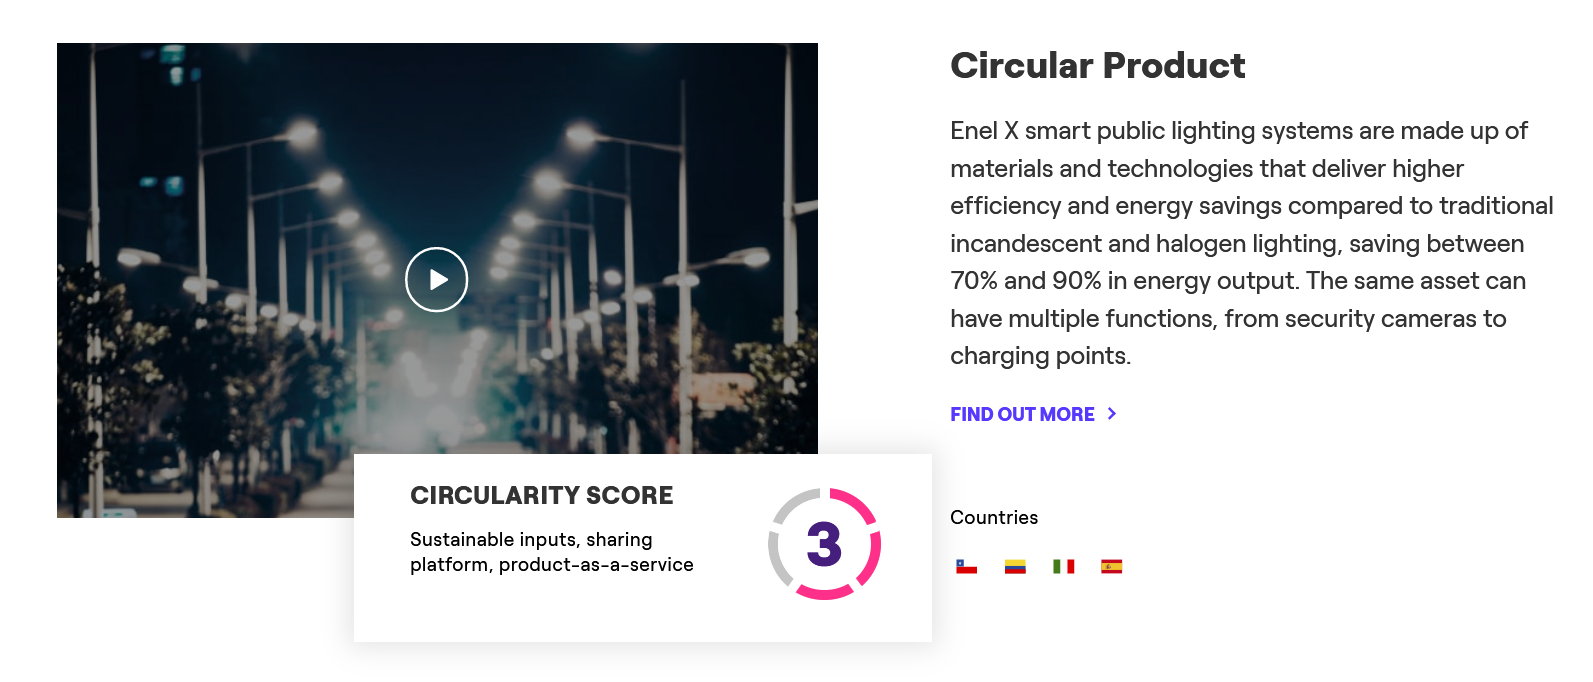 Circular Product
Enel X smart public lighting systems are made up of
materials and technologies that deliver higher
efficiency and energy savings compared to traditional
incandescent and halogen lighting, saving between
70% and 90% in energy output. The same asset can
have multiple functions, from security cameras to
charging points.
FIND OUT MORE
CIRCULARITY SCORE
Sustainable inputs, sharing
platform, product-as-a-service
3
Countries